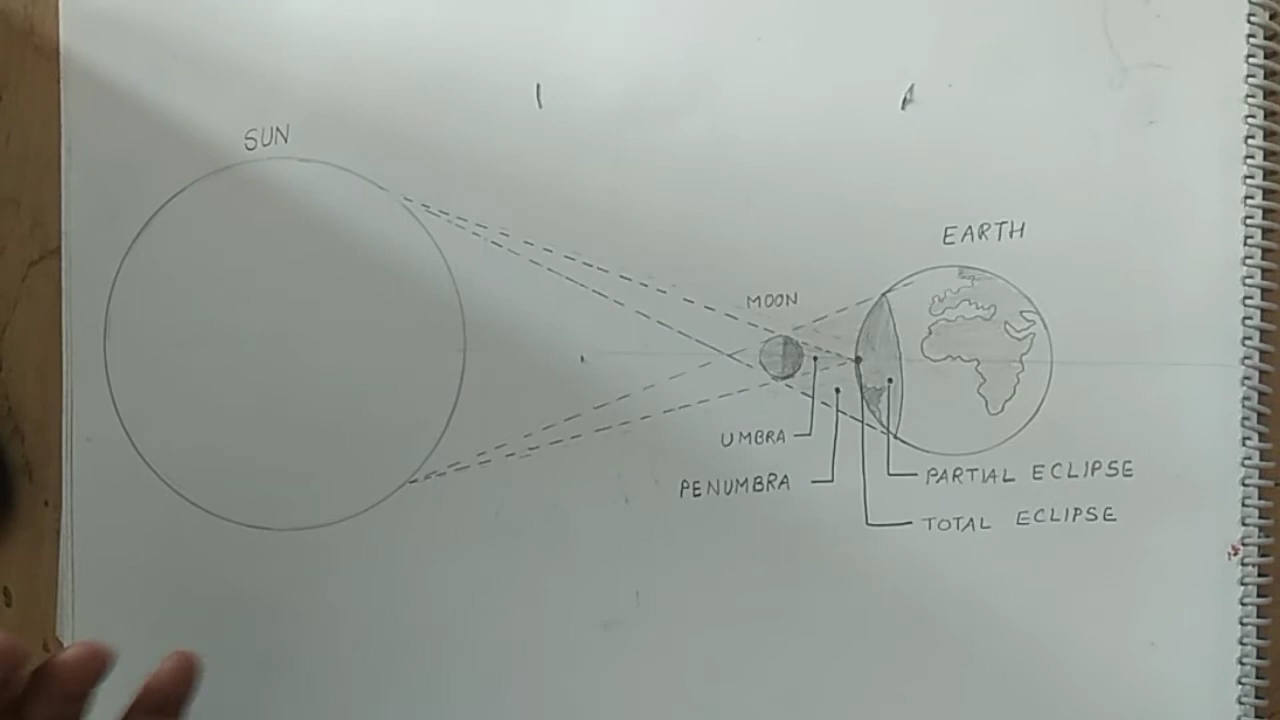 SUN
EARTH
MOON
UMBRA
PENUMBRA
PARTIAL ECLIPSE
TOTAL ECLIPSE